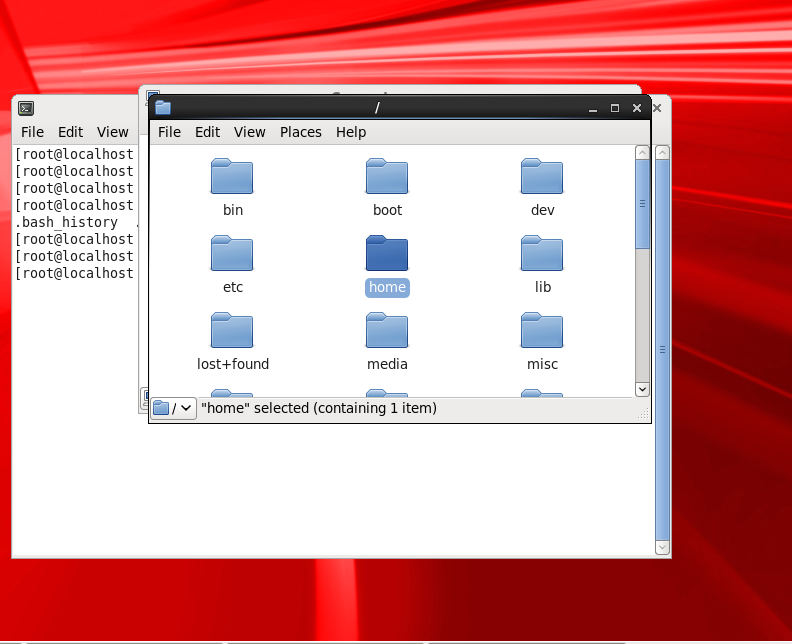 /
File Edit View Places Help
File Edit View
[root@localhost
[root@localhost
[root@localhost
[root@localhost
.bash_history .
[root@localhost
[root@localhost
[root@localhost
bin boot dev
etc home lib
lost+found media misc
/ "home" selected (containing 1 item)